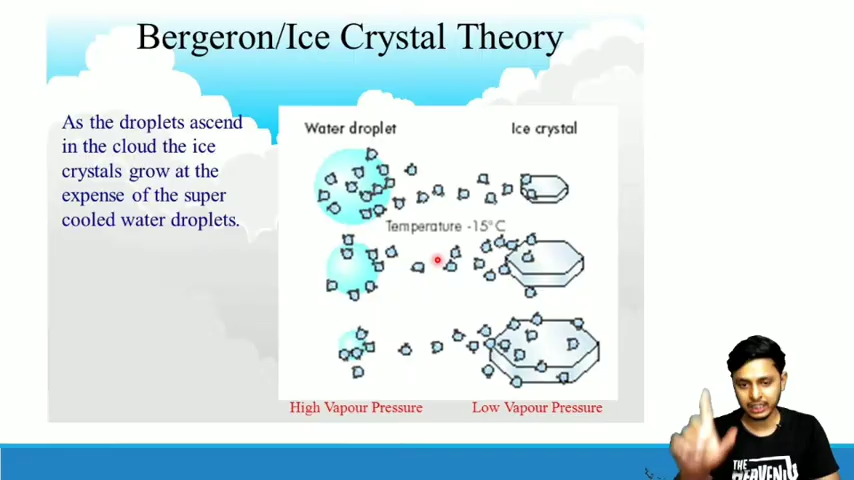 Bergeron/Ice Crystal Theory
As the droplets ascend
in the cloud the ice
crystals grow at the
expense of the super
cooled water droplets.
Water droplet
Ice crystal
Temperature -15°C
High Vapour Pressure
Low Vapour Pressure
THE
HEAVENLY